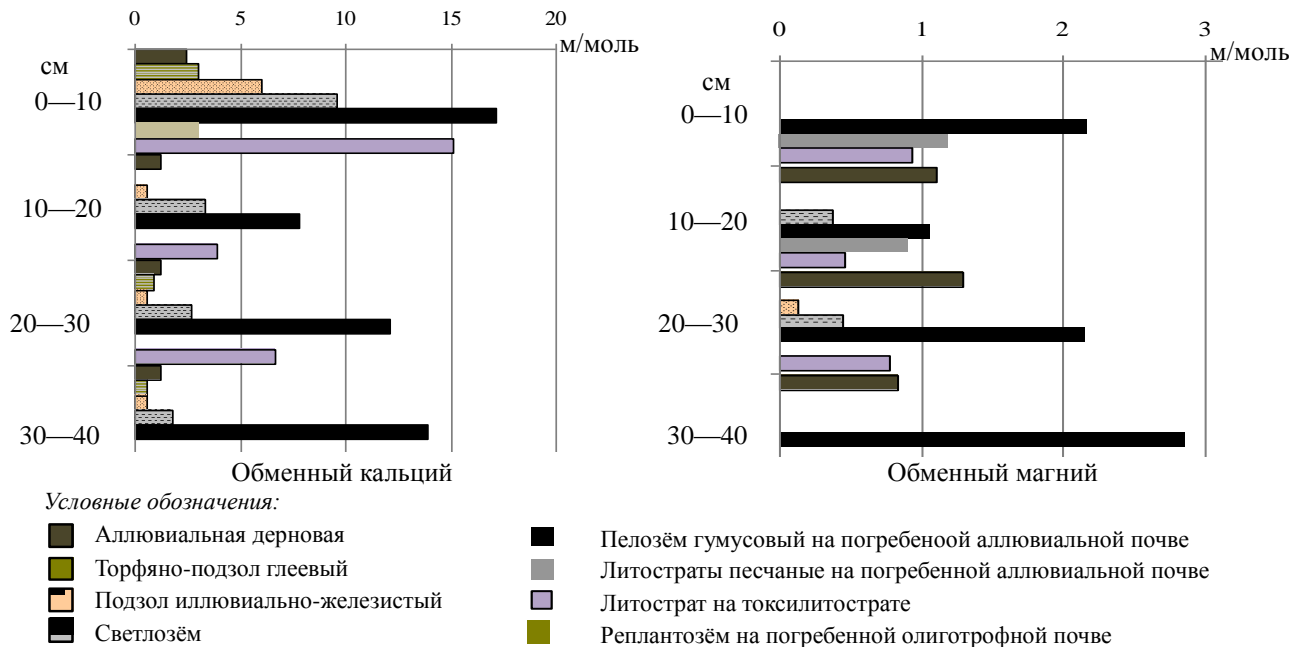 0 5 10 15 20
м/моль
см
0—10
10—20
20—30
30—40
Обменный кальций
0 1 2 3
м/моль
см
0—10
10—20
20—30
30—40
Обменный магний
Условные обозначения:
Аллювиальная дерновая
Торфяно-подзол глеевый
Подзол иллювиально-железистый
Светлозём
Пелозём гумусовый на погребеноой аллювиальной почве
Литостраты песчаные на погребенной аллювиальной почве
Литострат на токсилитострате
Реплантозём на погребенной олиготрофной почве